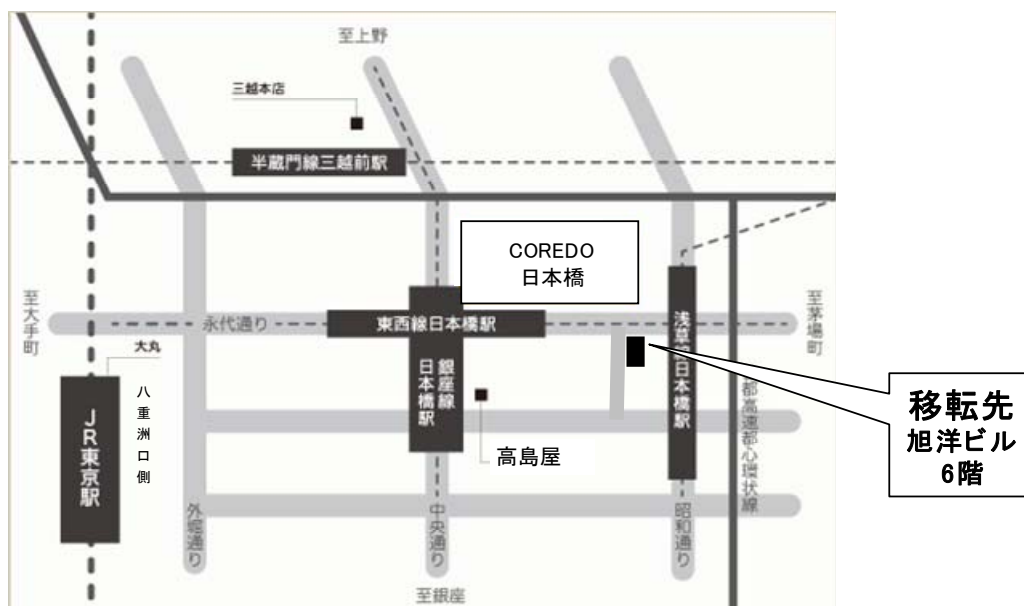 至上野
三越本店
半蔵門線三越前駅
COREDO
日本橋
至大手町
永代通り
東西線日本橋駅
浅草線日本橋駅
至茅場町
大丸
八重洲口側
JR東京駅
銀座線
日本橋駅
高島屋
都高速都心環状線
移転先
旭洋ビル
6階
外堀通り
中央通り
昭和通り
至銀座